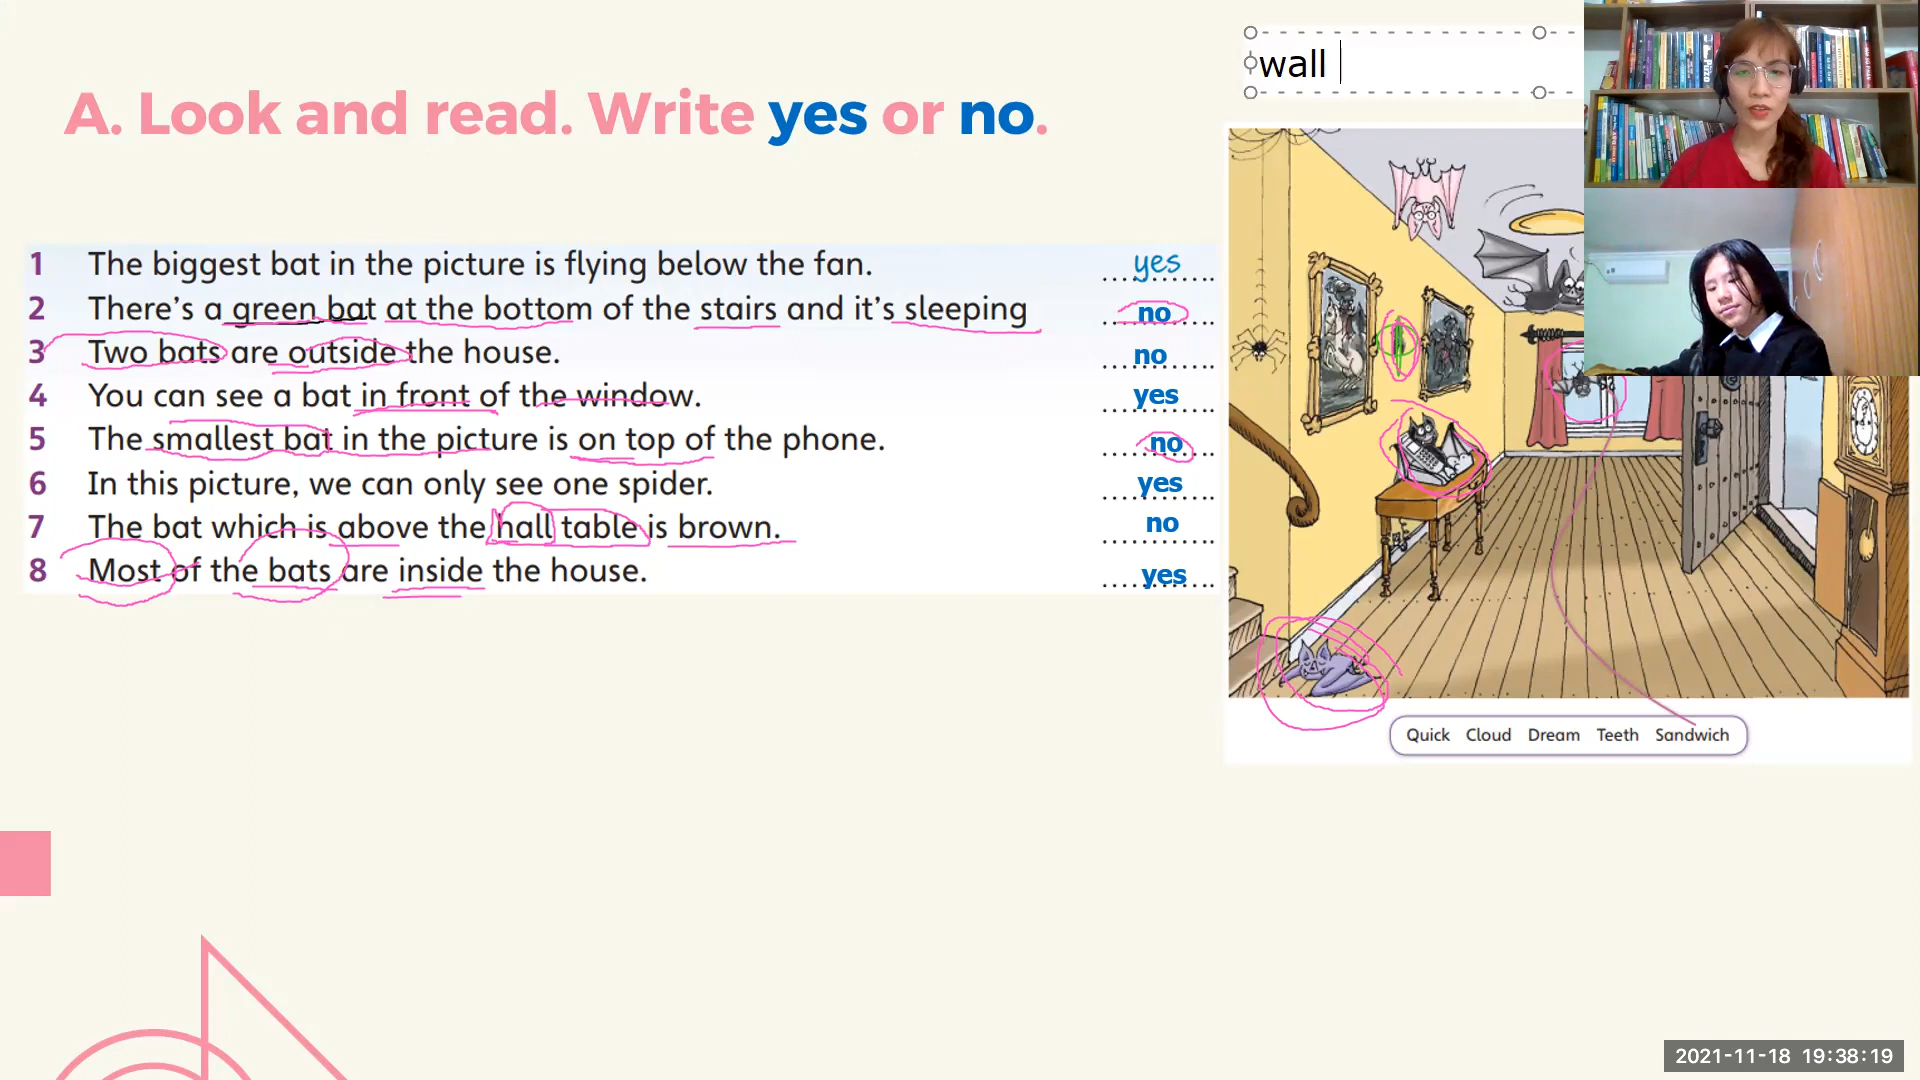 wall
A. Look and read. Write yes or no.
1 The biggest bat in the picture is flying below the fan. yes
2 There's a green bat at the bottom of the stairs and it's sleeping no
3 Two bats are outside the house. no
4 You can see a bat in front of the window. yes
5 The smallest bat in the picture is on top of the phone. no
6 In this picture, we can only see one spider. yes
7 The bat which is above the hall table is brown. no
8 Most of the bats are inside the house. yes
Quick Cloud Dream Teeth Sandwich
2021-11-18 19:38:19